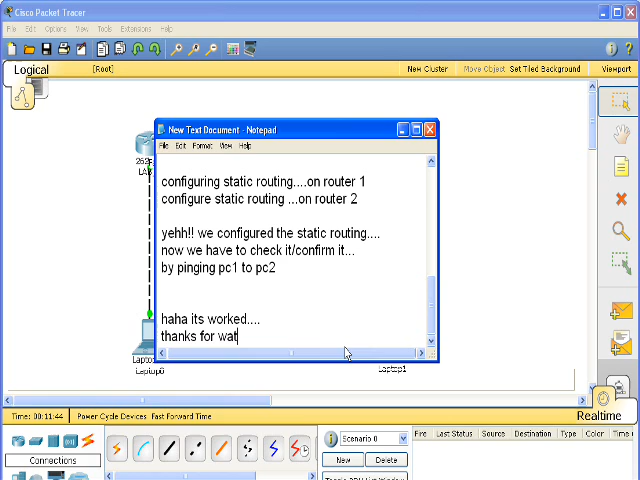 Cisco Packet Tracer
File Edit Options View Tools Extensions Help
Logical
[Root]
New Cluster Move Object Set Tiled Background Viewport
New Text Document - Notepad
File Edit Format View Help
configuring static routing....on router 1
configure static routing ...on router 2
yehh!! we configured the static routing....
now we have to check it/confirm it...
by pinging pc1 to pc2
haha its worked....
thanks for wat
262
LAB
Laptop
Laptop0
Laptop1
Time: 00:11:44 Power Cycle Devices Fast Forward Time
Realtime
Connections
Scenario 0
New Delete
Fire Last Status Source Destination Type Color Time